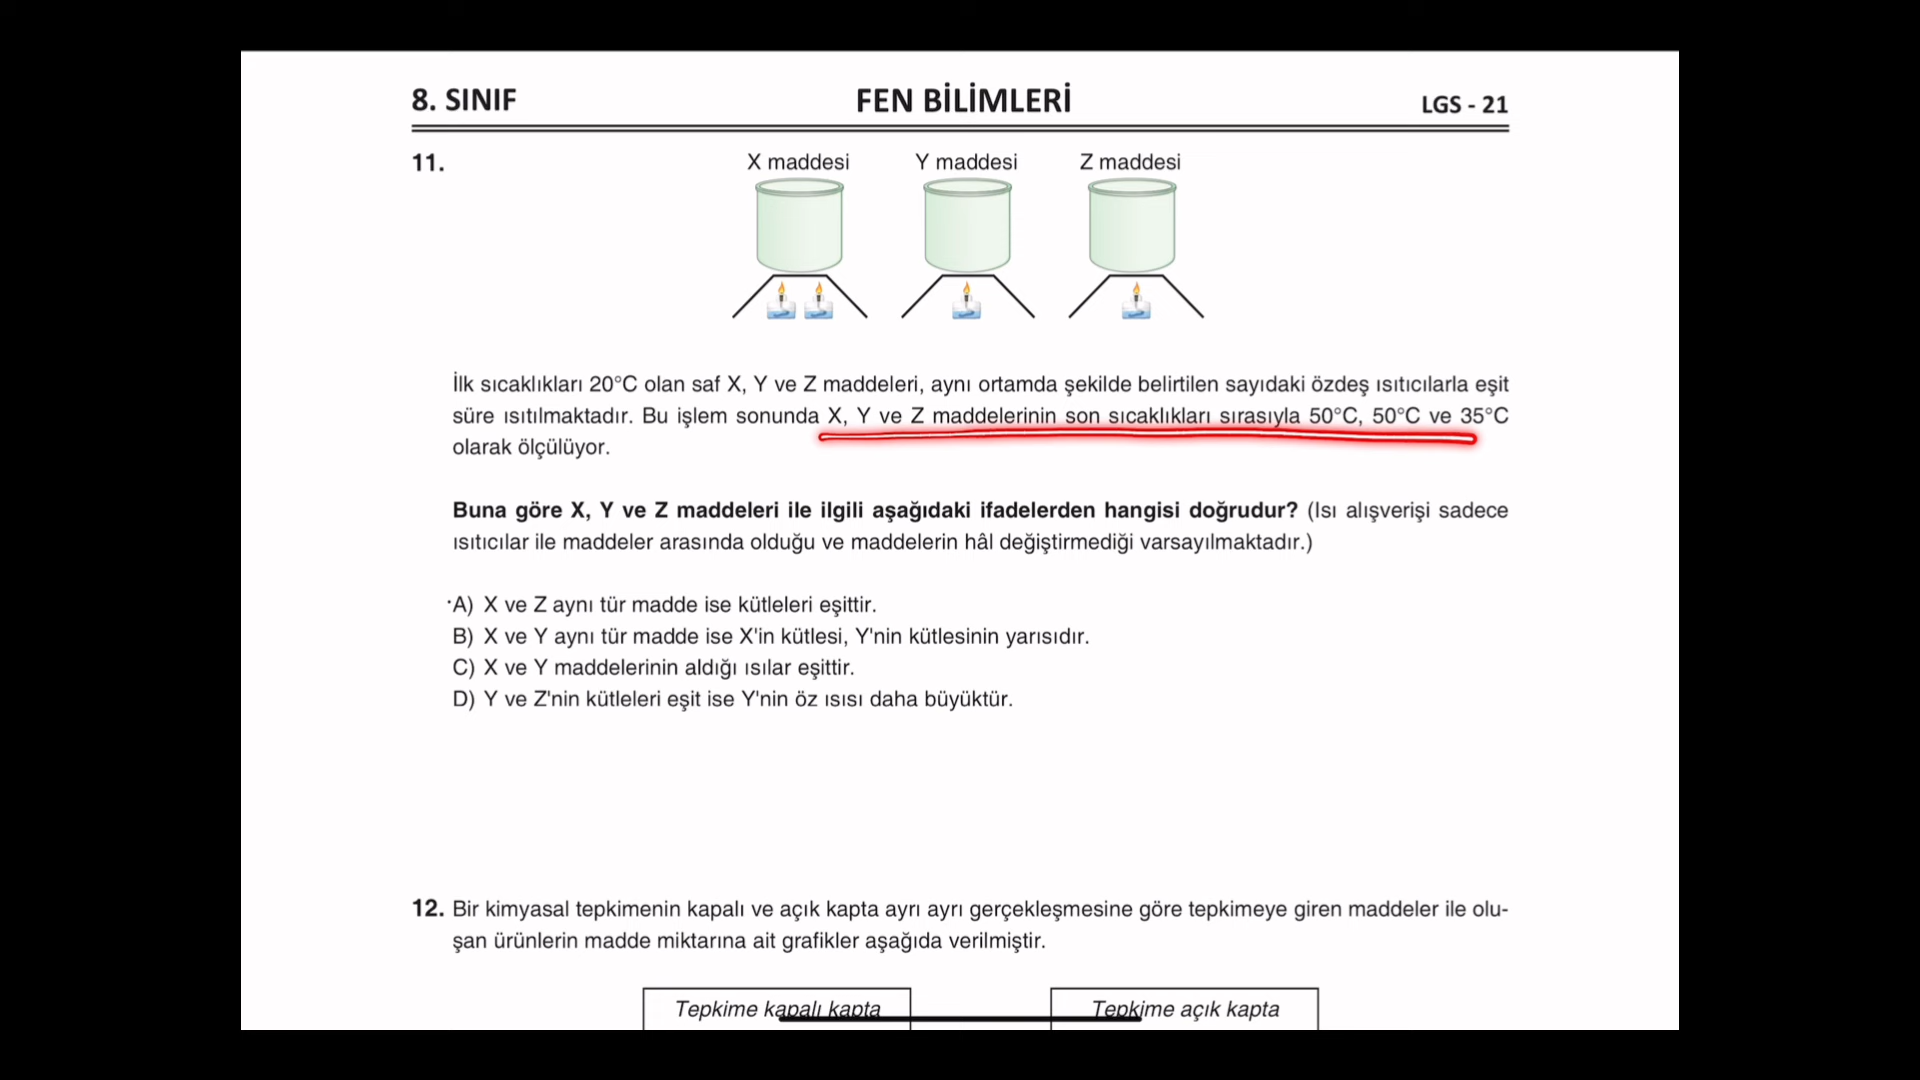 8. SINIF FEN BİLİMLERİ LGS - 21
11. X maddesi Y maddesi Z maddesi
İlk sıcaklıkları 20°C olan saf X, Y ve Z maddeleri, aynı ortamda şekilde belirtilen sayıdaki özdeş ısıtıcılarla eşit
süre ısıtılmaktadır. Bu işlem sonunda X, Y ve Z maddelerinin son sıcaklıkları sırasıyla 50°C, 50°C ve 35°C
olarak ölçülüyor.
Buna göre X, Y ve Z maddeleri ile ilgili aşağıdaki ifadelerden hangisi doğrudur? (Isı alışverişi sadece
ısıtıcılar ile maddeler arasında olduğu ve maddelerin hâl değiştirmediği varsayılmaktadır.)
A) X ve Z aynı tür madde ise kütleleri eşittir.
B) X ve Y aynı tür madde ise X'in kütlesi, Y'nin kütlesinin yarısıdır.
C) X ve Y maddelerinin aldığı ısılar eşittir.
D) Y ve Z'nin kütleleri eşit ise Y'nin öz ısısı daha büyüktür.
12. Bir kimyasal tepkimenin kapalı ve açık kapta ayrı ayrı gerçekleşmesine göre tepkimeye giren maddeler ile olu-
şan ürünlerin madde miktarına ait grafikler aşağıda verilmiştir.
Tepkime kapalı kapta Tepkime açık kapta